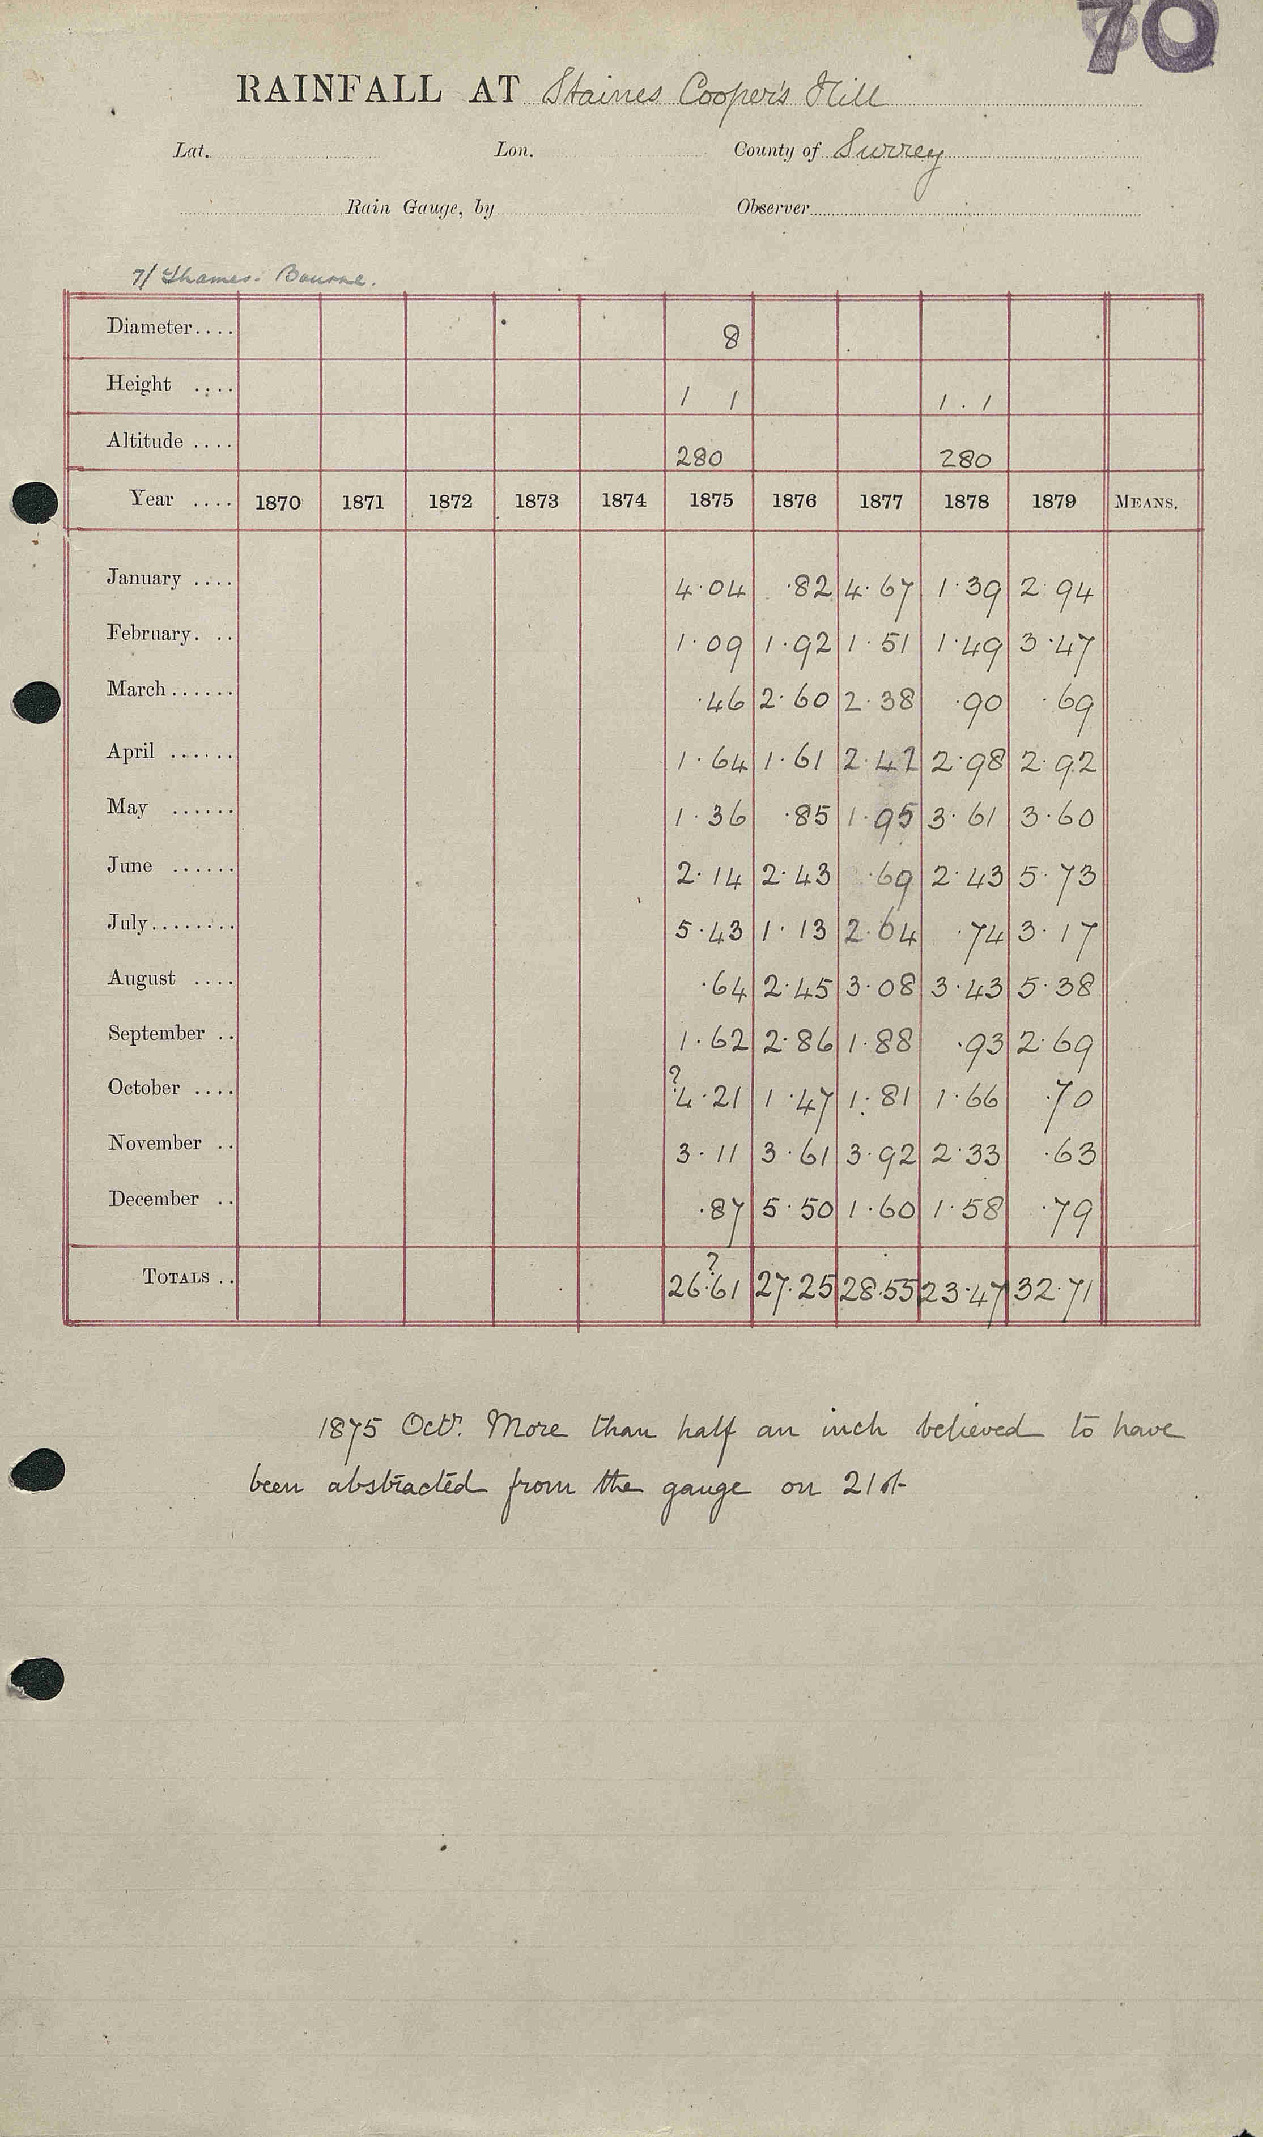 70
RAINFALL AT Staines Cooper's Hill
Lat. Lon. County of Surrey
Rain Gauge, by Observer
7/ Thames. Bourne.
Diameter.... 8
Height .... 1 1 1.1
Altitude .... 280 280
Year .... 1870 1871 1872 1873 1874 1875 1876 1877 1878 1879 MEANS.
January .... 4.04 .82 4.67 1.39 2.94
February. .. 1.09 1.92 1.51 1.49 3.47
March...... .46 2.60 2.38 .90 .69
April ...... 1.64 1.61 2.42 2.98 2.92
May ...... 1.36 .85 1.95 3.61 3.60
June ...... 2.14 2.43 .69 2.43 5.73
July........ 5.43 1.13 2.64 .74 3.17
August .... .64 2.45 3.08 3.43 5.38
September .. 1.62 2.86 1.88 .93 2.69
October .... ? 4.21 1.47 1.81 1.66 .70
November .. 3.11 3.61 3.92 2.33 .63
December .. .87 5.50 1.60 1.58 .79
TOTALS .. ? 26.61 27.25 28.55 23.47 32.71
1875 Octr. More than half an inch believed to have
been abstracted from the gauge on 21st